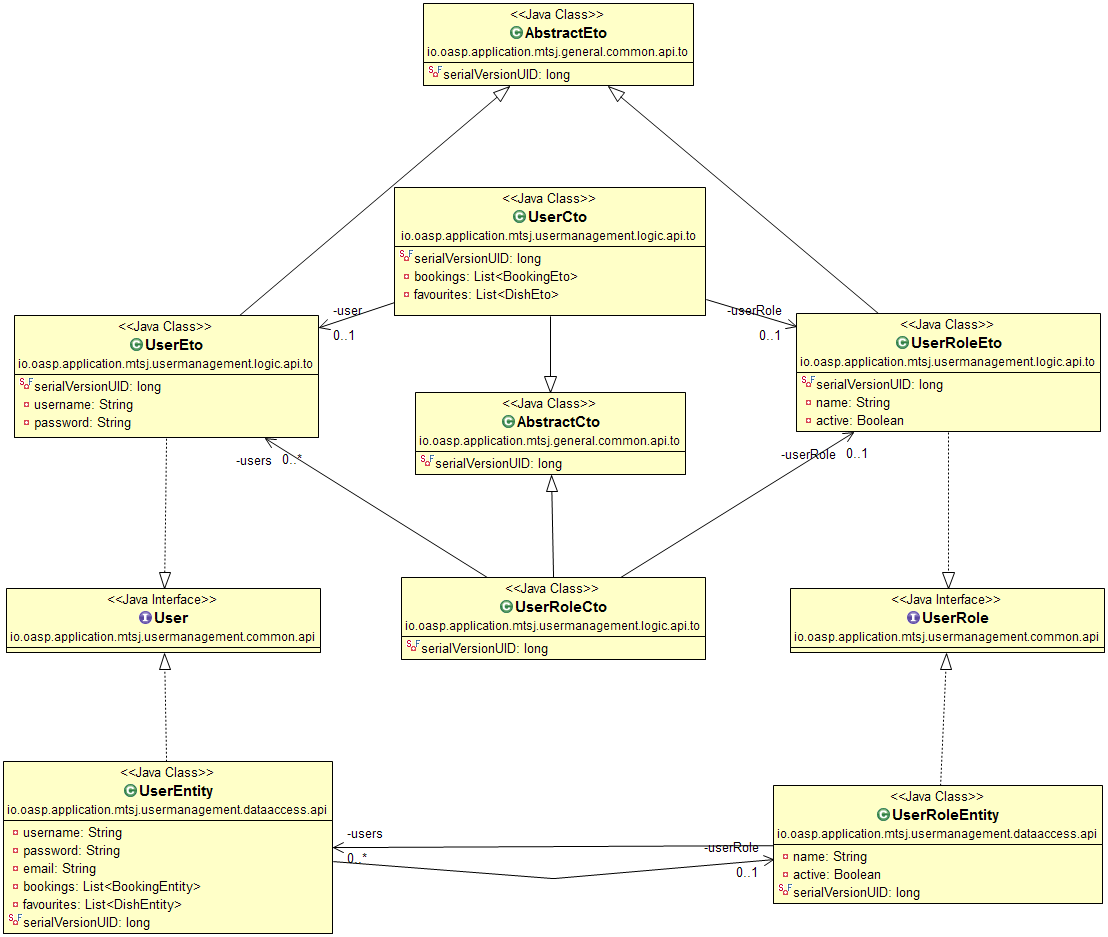 <<Java Class>>
AbstractEto
io.oasp.application.mtsj.general.common.api.to
serialVersionUID: long
<<Java Class>>
UserCto
io.oasp.application.mtsj.usermanagement.logic.api.to
serialVersionUID: long
bookings: List<BookingEto>
favourites: List<DishEto>
-user
0..1
-userRole
0..1
<<Java Class>>
UserEto
io.oasp.application.mtsj.usermanagement.logic.api.to
serialVersionUID: long
username: String
password: String
<<Java Class>>
UserRoleEto
io.oasp.application.mtsj.usermanagement.logic.api.to
serialVersionUID: long
name: String
active: Boolean
<<Java Class>>
AbstractCto
io.oasp.application.mtsj.general.common.api.to
serialVersionUID: long
-users
0..*
-userRole
0..1
<<Java Interface>>
User
io.oasp.application.mtsj.usermanagement.common.api
<<Java Class>>
UserRoleCto
io.oasp.application.mtsj.usermanagement.logic.api.to
serialVersionUID: long
<<Java Interface>>
UserRole
io.oasp.application.mtsj.usermanagement.common.api
<<Java Class>>
UserEntity
io.oasp.application.mtsj.usermanagement.dataaccess.api
username: String
password: String
email: String
bookings: List<BookingEntity>
favourites: List<DishEntity>
serialVersionUID: long
-users
0..*
-userRole
0..1
<<Java Class>>
UserRoleEntity
io.oasp.application.mtsj.usermanagement.dataaccess.api
name: String
active: Boolean
serialVersionUID: long